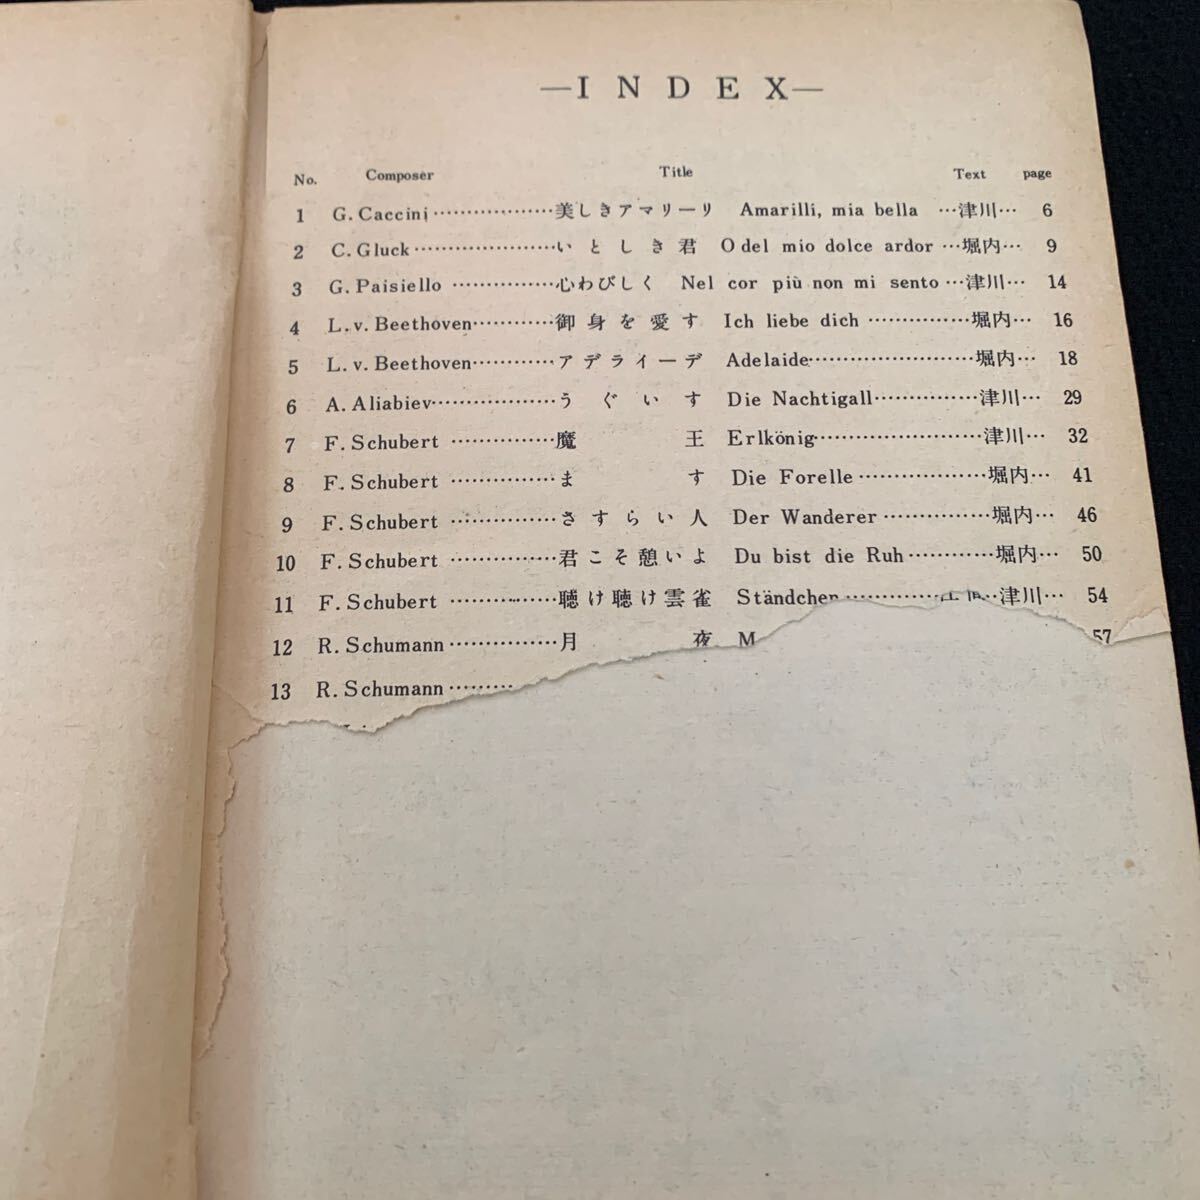 —INDEX—
No. Composer Title Text page
1 G. Caccini………………美しきアマリーリ Amarilli, mia bella …津川… 6
2 C. Gluck…………………いとしき君 O del mio dolce ardor …堀内… 9
3 G. Paisiello ……………心わびしく Nel cor più non mi sento …津川… 14
4 L. v. Beethoven…………御身を愛す Ich liebe dich ……………堀内… 16
5 L. v. Beethoven…………アデライーデ Adelaide……………………堀内… 18
6 A. Aliabiev………………うぐいす Die Nachtigall……………津川… 29
7 F. Schubert ……………魔王 Erlkönig……………………津川… 32
8 F. Schubert ……………ます Die Forelle………………堀内… 41
9 F. Schubert ……………さすらい人 Der Wanderer ……………堀内… 46
10 F. Schubert ……………君こそ憩いよ Du bist die Ruh…………堀内… 50
11 F. Schubert ……………聴け聴け雲雀 Ständchen …………津川… 54
12 R. Schumann ……………月夜 M 57
13 R. Schumann ………